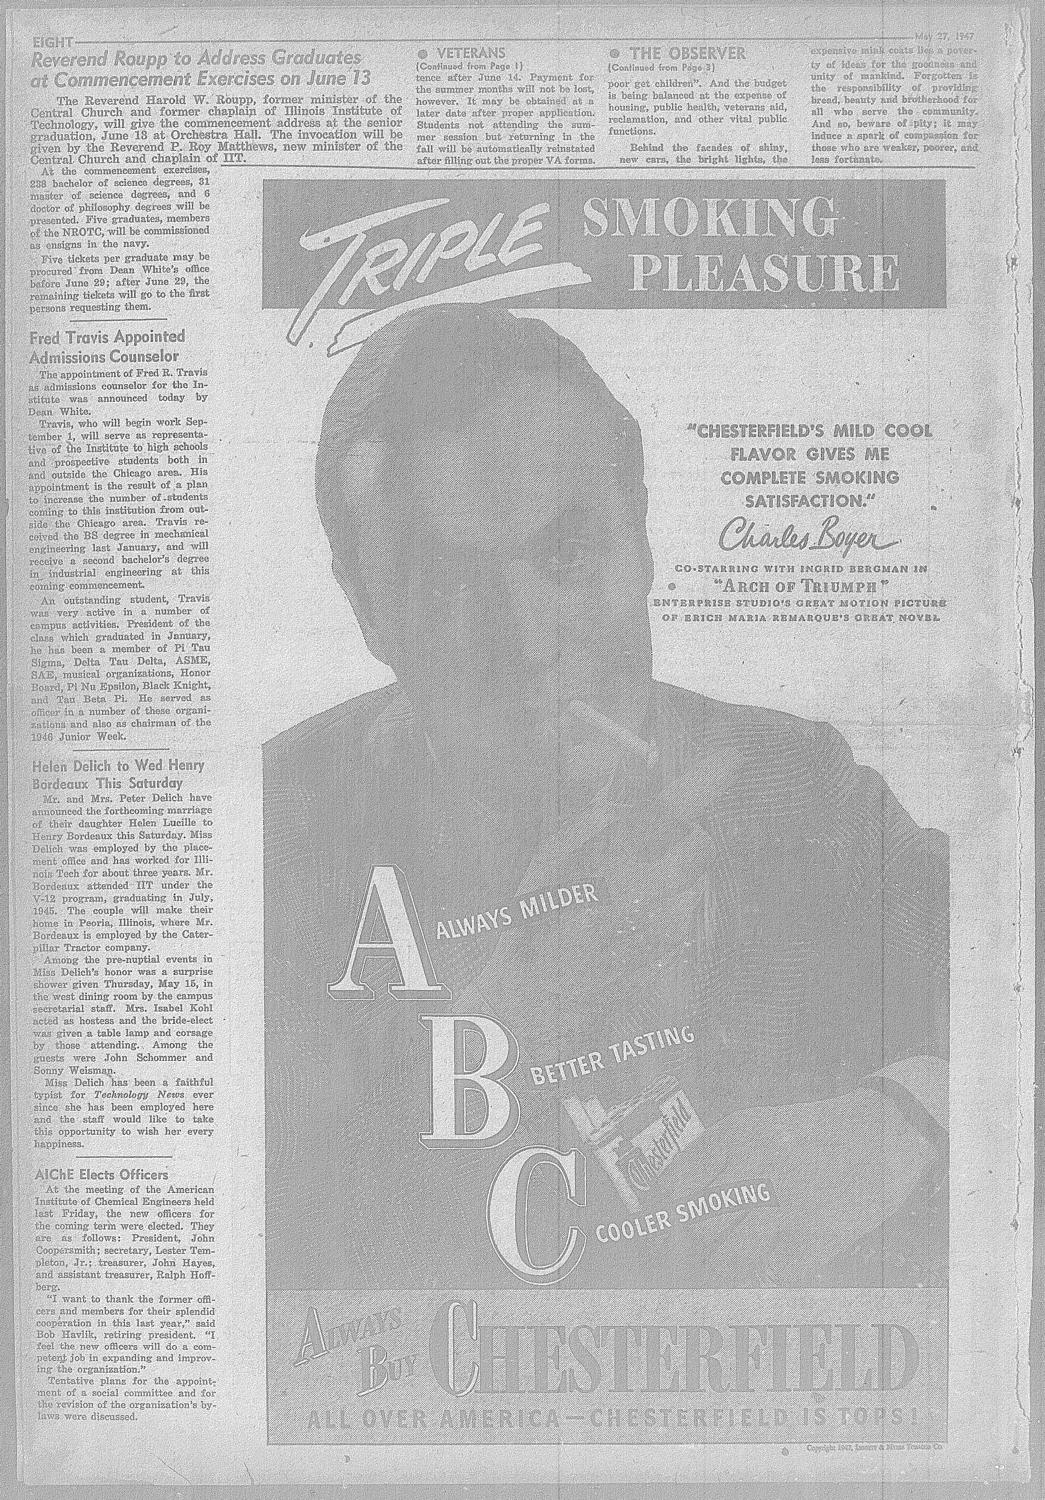 EIGHT
May 27, 1947
Reverend Roupp to Address Graduates
at Commencement Exercises on June 13
The Reverend Harold W. Roupp, former minister of the
Central Church and former chaplain of Illinois Institute of
Technology, will give the commencement address at the senior
graduation, June 13 at Orchestra Hall. The invocation will be
given by the Reverend P. Roy Matthews, new minister of the
Central Church and chaplain of IIT.
At the commencement exercises,
238 bachelor of science degrees, 31
master of science degrees, and 6
doctor of philosophy degrees will be
presented. Five graduates, members
of the NROTC, will be commissioned
as ensigns in the navy.
Five tickets per graduate may be
procured from Dean White's office
before June 29; after June 29, the
remaining tickets will go to the first
persons requesting them.
Fred Travis Appointed
Admissions Counselor
The appointment of Fred R. Travis
as admissions counselor for the In-
stitute was announced today by
Dean White.
Travis, who will begin work Sep-
tember 1, will serve as representa-
tive of the Institute to high schools
and prospective students both in
and outside the Chicago area. His
appointment is the result of a plan
to increase the number of students
coming to this institution from out-
side the Chicago area. Travis re-
ceived the BS degree in mechanical
engineering last January, and will
receive a second bachelor's degree
in industrial engineering at this
coming commencement.
An outstanding student, Travis
was very active in a number of
campus activities. President of the
class which graduated in January,
he has been a member of Pi Tau
Sigma, Delta Tau Delta, ASME,
SAE, musical organizations, Honor
Board, Pi Nu Epsilon, Black Knight,
and Tau Beta Pi. He served as
officer in a number of these organi-
zations and also as chairman of the
1946 Junior Week.
Helen Delich to Wed Henry
Bordeaux This Saturday
Mr. and Mrs. Peter Delich have
announced the forthcoming marriage
of their daughter Helen Lucille to
Henry Bordeaux this Saturday. Miss
Delich was employed by the place-
ment office and has worked for Illi-
nois Tech for about three years. Mr.
Bordeaux attended IIT under the
V-12 program, graduating in July,
1945. The couple will make their
home in Peoria, Illinois, where Mr.
Bordeaux is employed by the Cater-
pillar Tractor company.
Among the pre-nuptial events in
Miss Delich's honor was a surprise
shower given Thursday, May 15, in
the west dining room by the campus
secretarial staff. Mrs. Isabel Kohl
acted as hostess and the bride-elect
was given a table lamp and corsage
by those attending. Among the
guests were John Schommer and
Sonny Weisman.
Miss Delich has been a faithful
typist for Technology News ever
since she has been employed here
and the staff would like to take
this opportunity to wish her every
happiness.
AIChE Elects Officers
At the meeting of the American
Institute of Chemical Engineers held
last Friday, the new officers for
the coming term were elected. They
are as follows: President, John
Coopersmith; secretary, Lester Tem-
pleton, Jr.; treasurer, John Hayes,
and assistant treasurer, Ralph Hoff-
berg.
"I want to thank the former offi-
cers and members for their splendid
cooperation in this last year," said
Bob Havlik, retiring president. "I
feel the new officers will do a com-
petent job in expanding and improv-
ing the organization."
Tentative plans for the appoint-
ment of a social committee and for
the revision of the organization's by-
laws were discussed.
● VETERANS
(Continued from Page 1)
tence after June 14. Payment for
the summer months will not be lost,
however. It may be obtained at a
later date after proper application.
Students not attending the sum-
mer session but returning in the
fall will be automatically reinstated
after filling out the proper VA forms.
● THE OBSERVER
(Continued from Page 3)
poor get children". And the budget
is being balanced at the expense of
housing, public health, veterans aid,
reclamation, and other vital public
functions.
Behind the facades of shiny,
new cars, the bright lights, the
expensive mink coats lies a pover-
ty of ideas for the goodness and
unity of mankind. Forgotten is
the responsibility of providing
bread, beauty and brotherhood for
all who serve the community.
And so, beware of pity; it may
induce a spark of compassion for
those who are weaker, poorer, and
less fortunate.
TRIPLE SMOKING
PLEASURE
"CHESTERFIELD'S MILD COOL
FLAVOR GIVES ME
COMPLETE SMOKING
SATISFACTION."
Charles Boyer
CO-STARRING WITH INGRID BERGMAN IN
"ARCH OF TRIUMPH"
ENTERPRISE STUDIO'S GREAT MOTION PICTURE
OF ERICH MARIA REMARQUE'S GREAT NOVEL
A ALWAYS MILDER
B BETTER TASTING
Chesterfield
C COOLER SMOKING
ALWAYS
BUY CHESTERFIELD
ALL OVER AMERICA—CHESTERFIELD IS TOPS!
Copyright 1947, Liggett & Myers Tobacco Co.